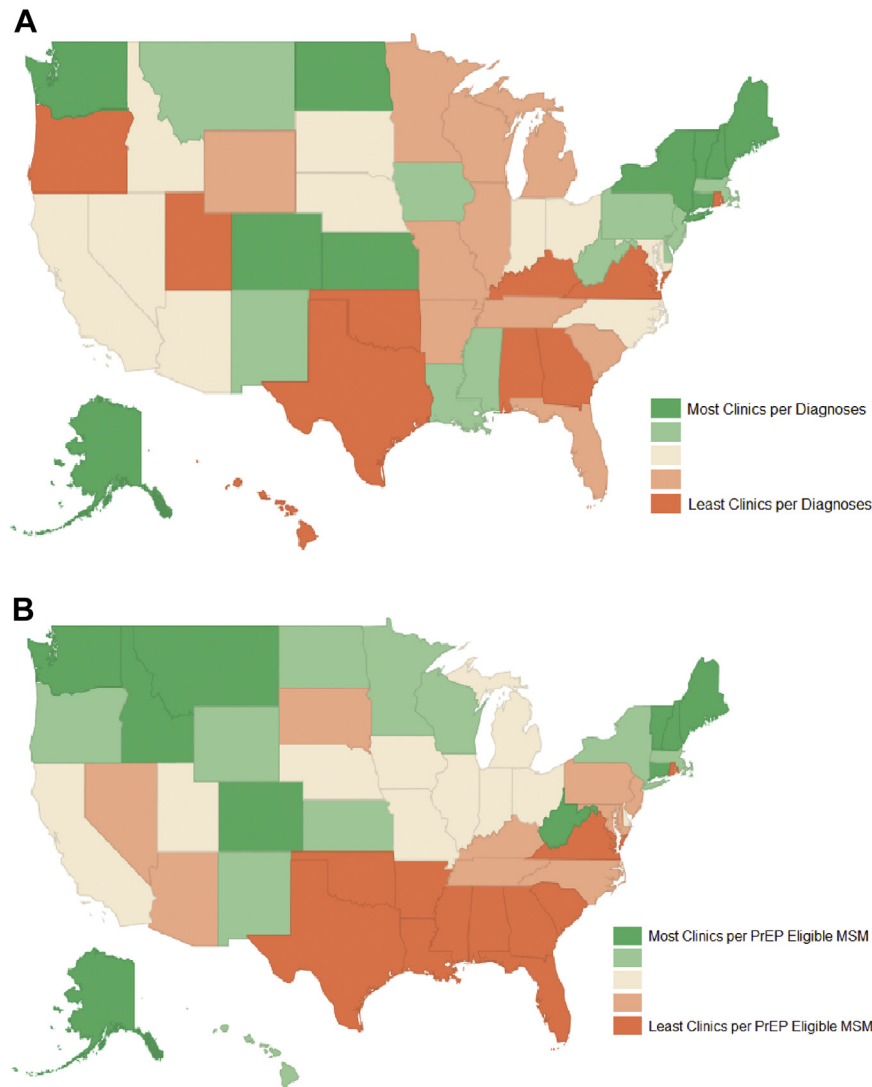 A
Most Clinics per Diagnoses
Least Clinics per Diagnoses
B
Most Clinics per PrEP Eligible MSM
Least Clinics per PrEP Eligible MSM